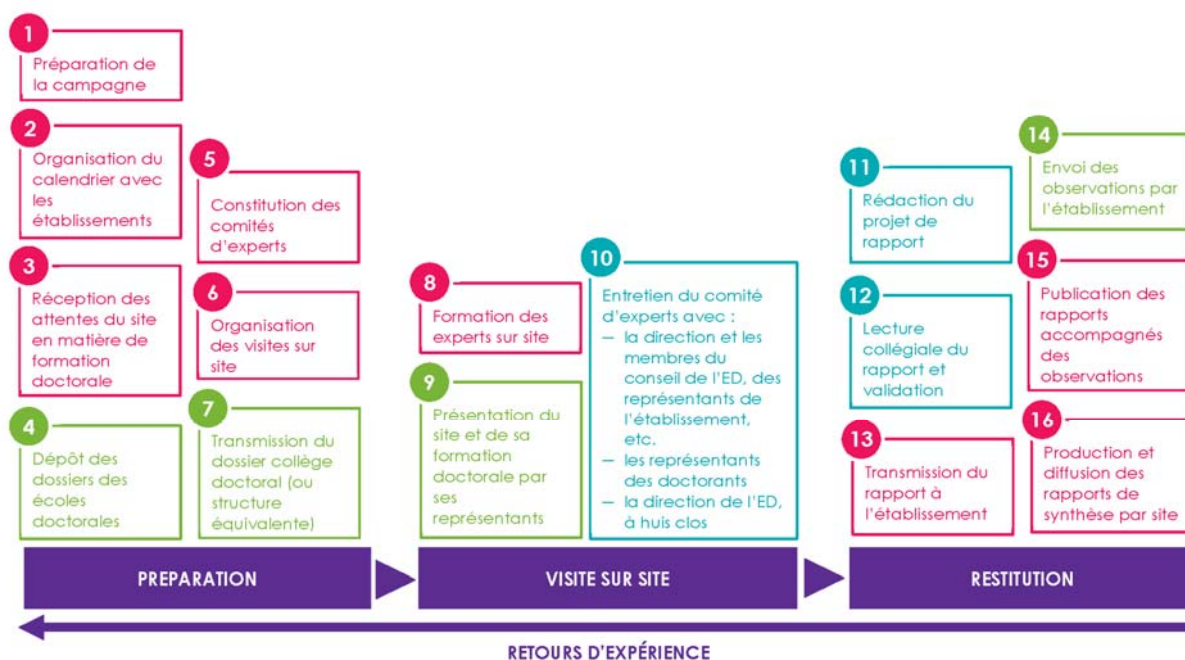 1
Préparation de
la campagne
2
Organisation du
calendrier avec
les
établissements
3
Réception des
attentes du site
en matière de
formation
doctorale
4
Dépôt des
dossiers des
écoles
doctorales
5
Constitution des
comités
d'experts
6
Organisation
des visites sur
site
7
Transmission du
dossier collège
doctoral (ou
structure
équivalente)
8
Formation des
experts sur site
9
Présentation du
site et de sa
formation
doctorale par
ses
représentants
10
Entretien du comité
d'experts avec :
– la direction et les
membres du
conseil de l'ED, des
représentants de
l'établissement,
etc.
– les représentants
des doctorants
– la direction de l'ED,
à huis clos
11
Rédaction du
projet de
rapport
12
Lecture
collégiale du
rapport et
validation
13
Transmission du
rapport à
l'établissement
14
Envoi des
observations par
l'établissement
15
Publication des
rapports
accompagnés
des
observations
16
Production et
diffusion des
rapports de
synthèse par site
PREPARATION
VISITE SUR SITE
RESTITUTION
RETOURS D'EXPÉRIENCE